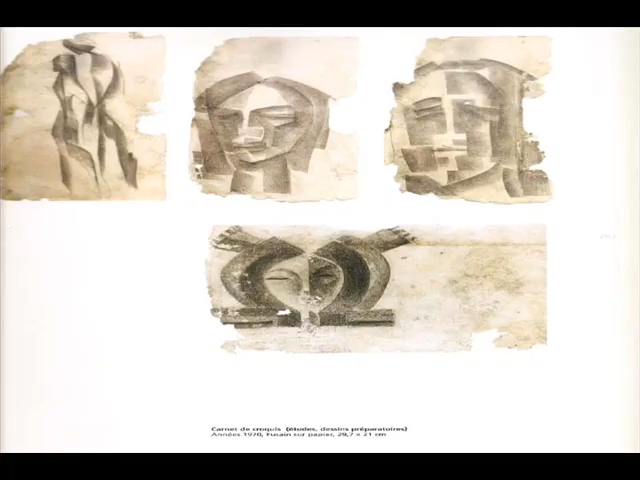 Carnet de croquis (études, dessins préparatoires)
Années 1970, Fusain sur papier, 29,7 x 21 cm